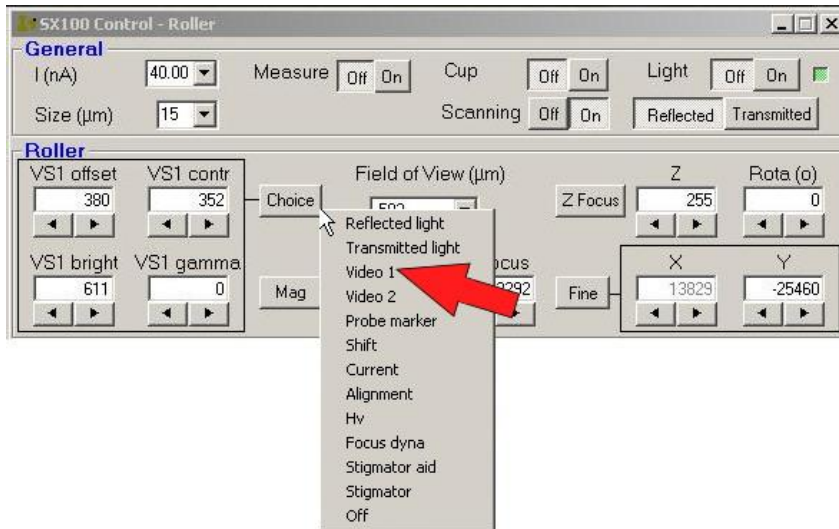 SX100 Control - Roller
General
I (nA) 40.00 Measure Off On Cup Off On Light Off On
Size (µm) 15 Scanning Off On Reflected Transmitted
Roller
VS1 offset VS1 contr Field of View (µm) Z Rota (o)
380 352 Choice Z Focus 255 0
VS1 bright VS1 gamma X Y
611 0 Mag Fine 13829 -25460
Reflected light
Transmitted light
Video 1
Video 2
Probe marker
Shift
Current
Alignment
Hv
Focus dyna
Stigmator aid
Stigmator
Off